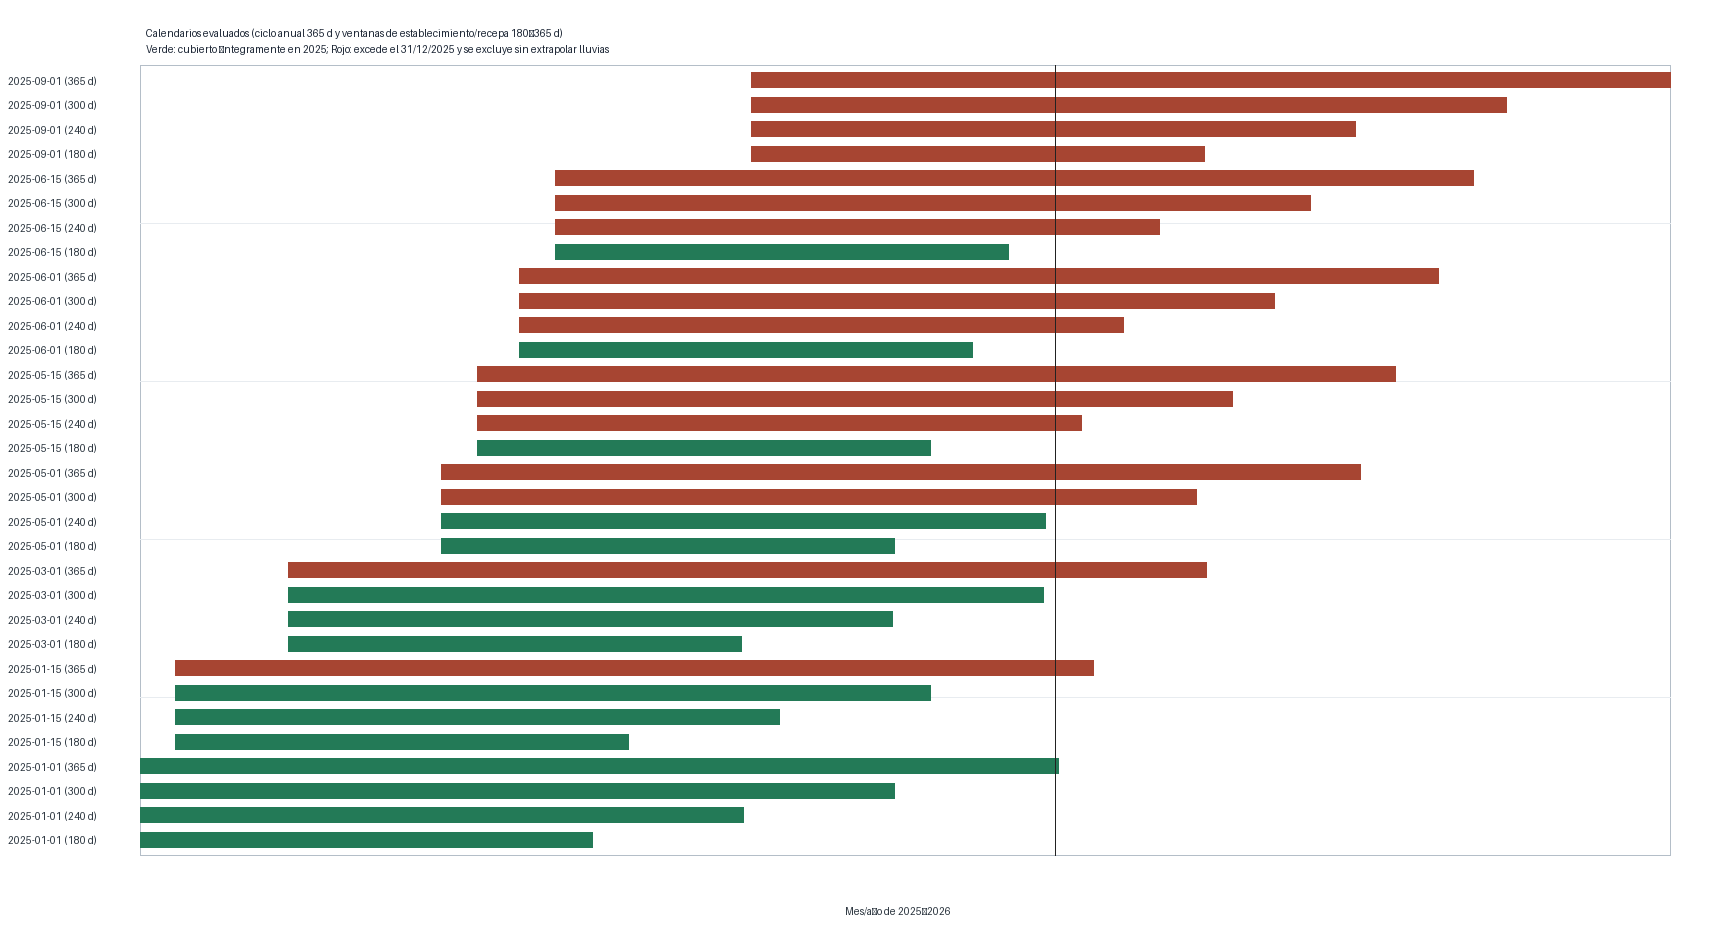 Calendarios evaluados (ciclo anual 365 d y ventanas de establecimiento/recepa 180□365 d)
Verde: cubierto □ntegramente en 2025; Rojo: excede el 31/12/2025 y se excluye sin extrapolar lluvias
2025-09-01 (365 d)
2025-09-01 (300 d)
2025-09-01 (240 d)
2025-09-01 (180 d)
2025-06-15 (365 d)
2025-06-15 (300 d)
2025-06-15 (240 d)
2025-06-15 (180 d)
2025-06-01 (365 d)
2025-06-01 (300 d)
2025-06-01 (240 d)
2025-06-01 (180 d)
2025-05-15 (365 d)
2025-05-15 (300 d)
2025-05-15 (240 d)
2025-05-15 (180 d)
2025-05-01 (365 d)
2025-05-01 (300 d)
2025-05-01 (240 d)
2025-05-01 (180 d)
2025-03-01 (365 d)
2025-03-01 (300 d)
2025-03-01 (240 d)
2025-03-01 (180 d)
2025-01-15 (365 d)
2025-01-15 (300 d)
2025-01-15 (240 d)
2025-01-15 (180 d)
2025-01-01 (365 d)
2025-01-01 (300 d)
2025-01-01 (240 d)
2025-01-01 (180 d)
Mes/a□o de 2025□2026